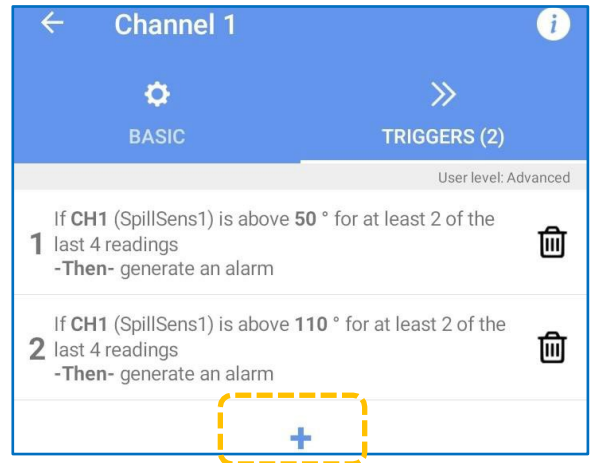 Channel 1
BASIC
TRIGGERS (2)
User level: Advanced
If CH1 (SpillSens1) is above 50 ° for at least 2 of the
1 last 4 readings
-Then- generate an alarm
If CH1 (SpillSens1) is above 110 ° for at least 2 of the
2 last 4 readings
-Then- generate an alarm